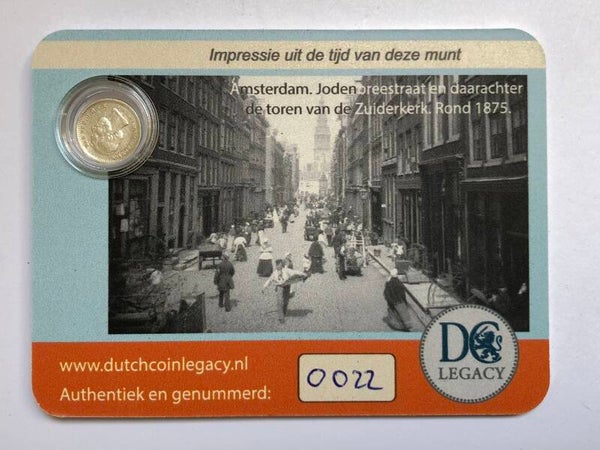 Impressie uit de tijd van deze munt
Amsterdam. Jodenbreestraat en daarachter
de toren van de Zuiderkerk. Rond 1875.
www.dutchcoinlegacy.nl
Authentiek en genummerd:
0022
DC
LEGACY